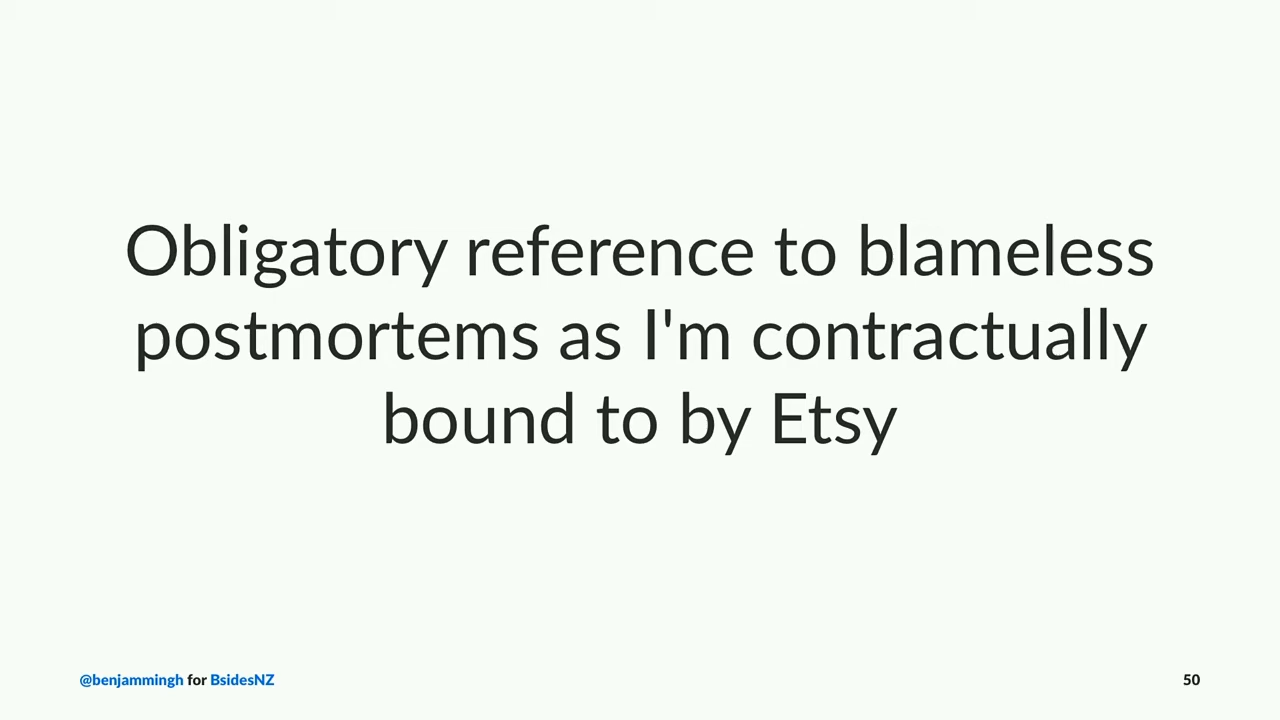 Obligatory reference to blameless
postmortems as I'm contractually
bound to by Etsy
@benjammingh for BsidesNZ
50